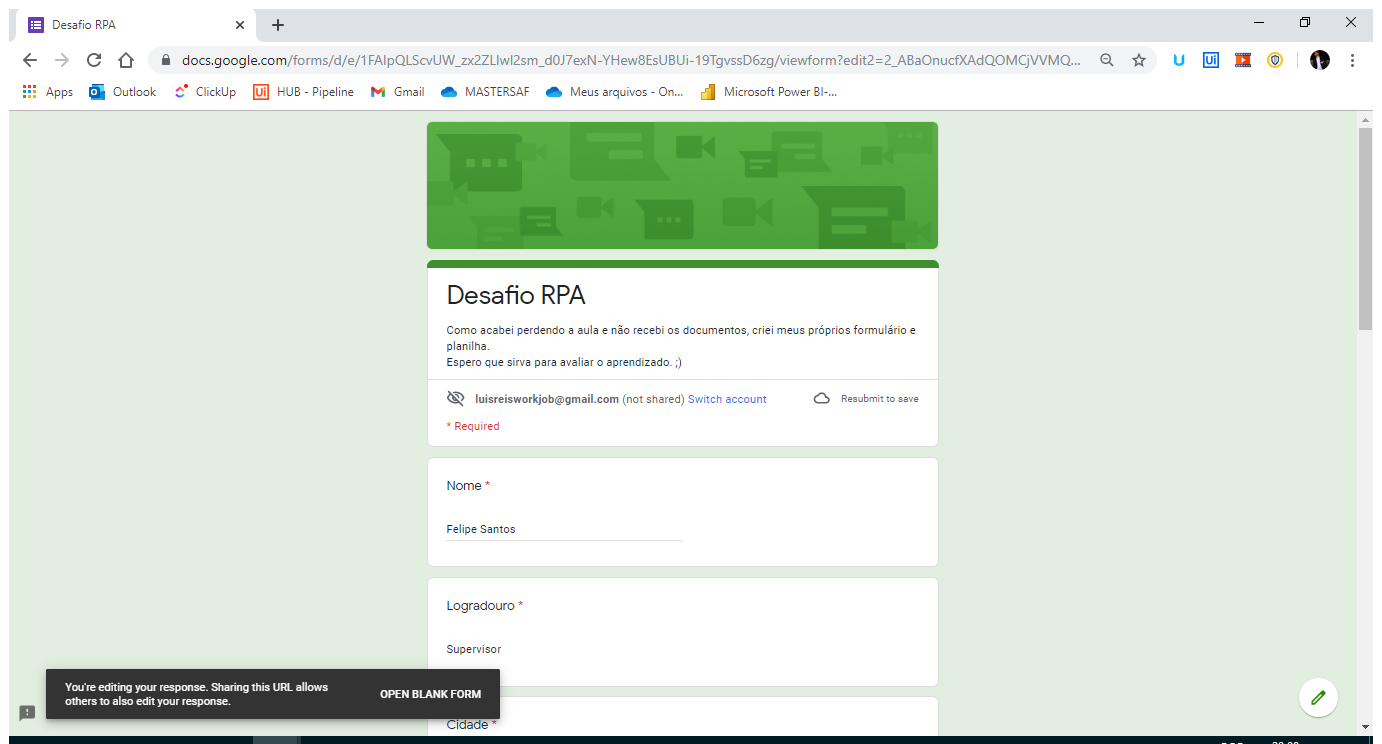 Desafio RPA
docs.google.com/forms/d/e/1FAIpQLScvUW_zx2ZLIwI2sm_d0J7exN-YHew8EsUBUi-19TgvssD6zg/viewform?edit2=2_ABaOnucfXAdQOMCjVVMQ...
Apps Outlook ClickUp HUB - Pipeline Gmail MASTERSAF Meus arquivos - On... Microsoft Power BI-...
Desafio RPA
Como acabei perdendo a aula e não recebi os documentos, criei meus próprios formulário e
planilha.
Espero que sirva para avaliar o aprendizado. ;)
luisreisworkjob@gmail.com (not shared) Switch account Resubmit to save
* Required
Nome *
Felipe Santos
Logradouro *
Supervisor
You're editing your response. Sharing this URL allows
others to also edit your response.
OPEN BLANK FORM
Cidade *